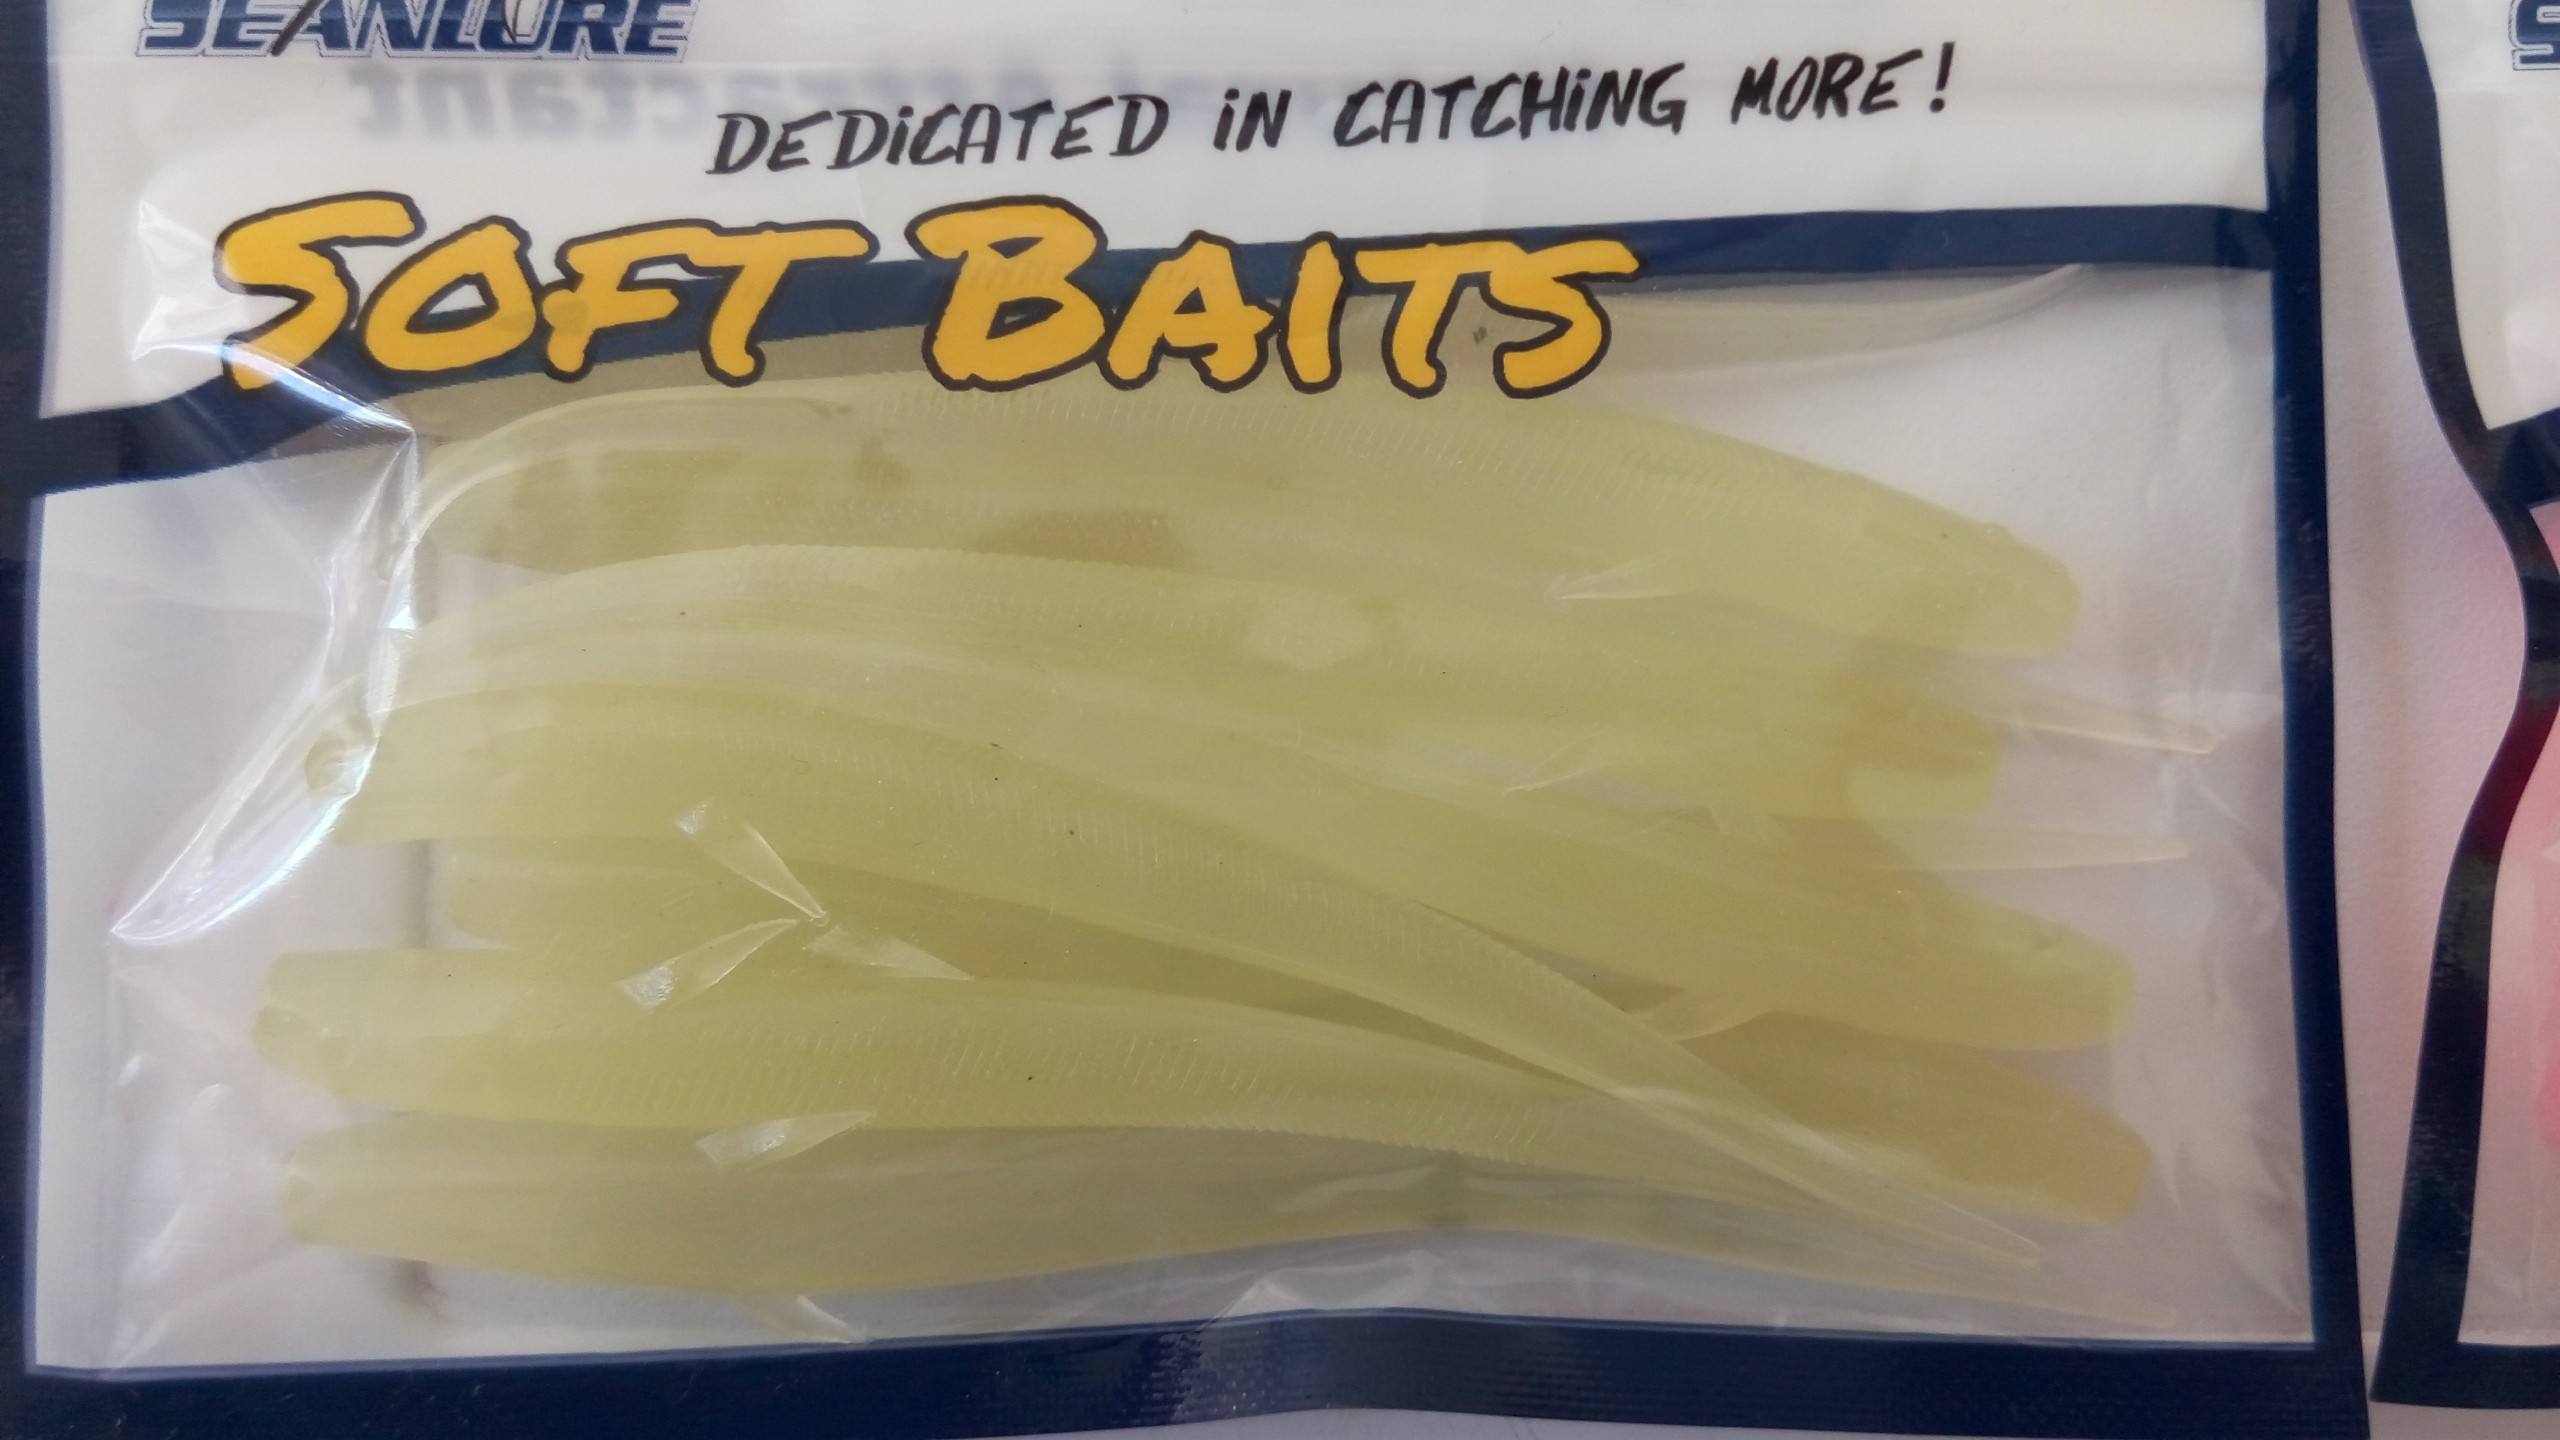 SEANLURE
DEDiCATED iN CATCHiNG MORE!
SOFT BAITS